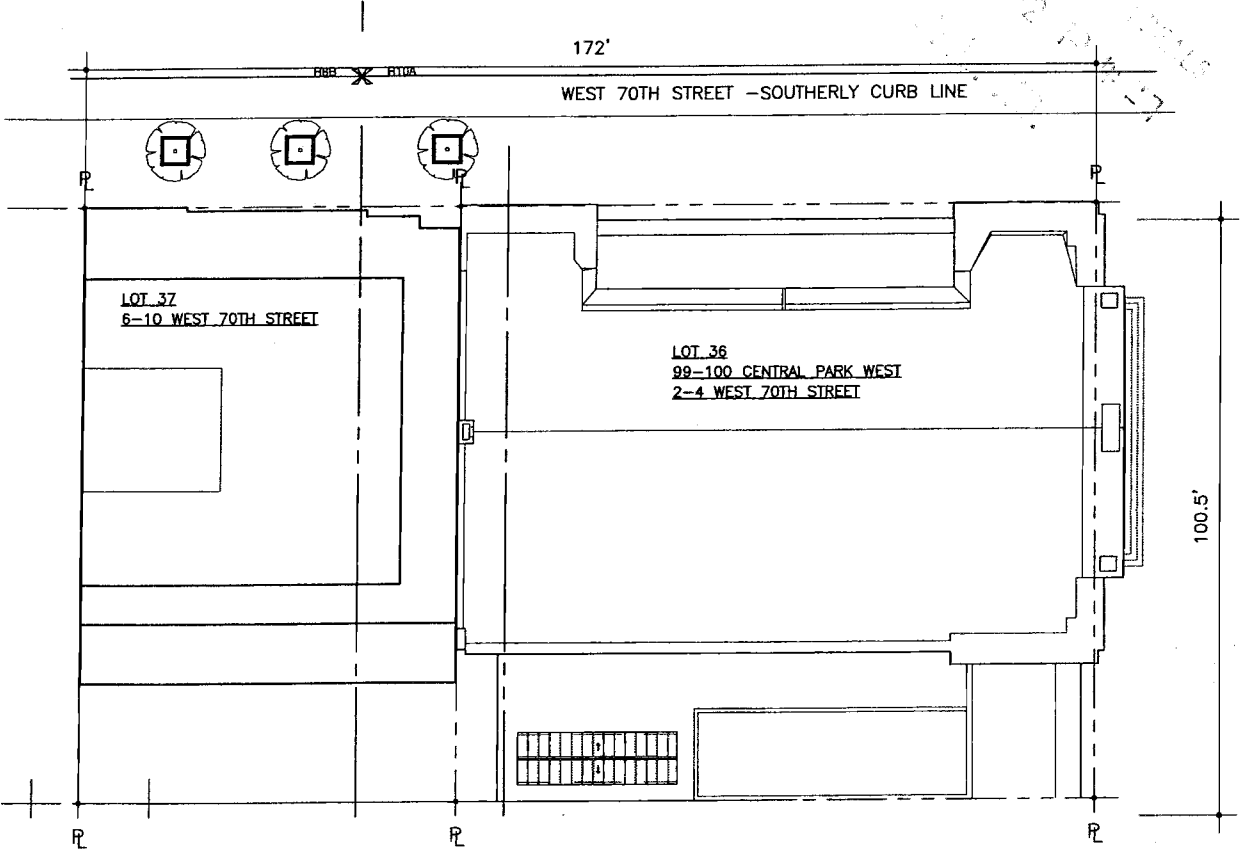 172'
R8B R10A
WEST 70TH STREET -SOUTHERLY CURB LINE
PL
PL
PL
LOT 37
6-10 WEST 70TH STREET
LOT 36
99-100 CENTRAL PARK WEST
2-4 WEST 70TH STREET
100.5'
PL
PL
PL